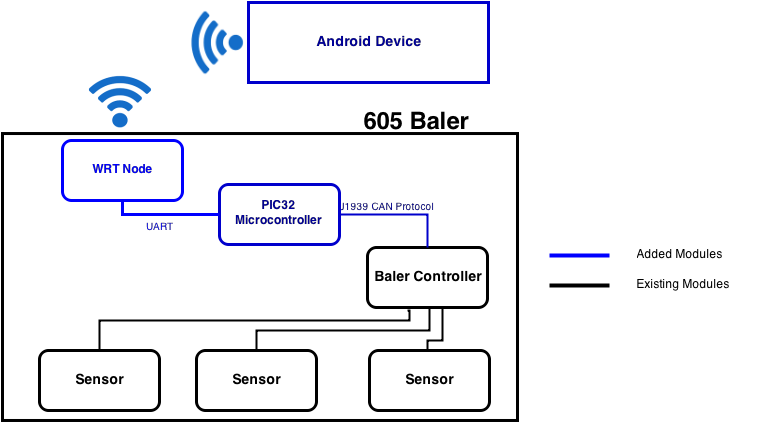 Android Device
605 Baler
WRT Node
PIC32
Microcontroller
J1939 CAN Protocol
UART
Baler Controller
Added Modules
Existing Modules
Sensor
Sensor
Sensor